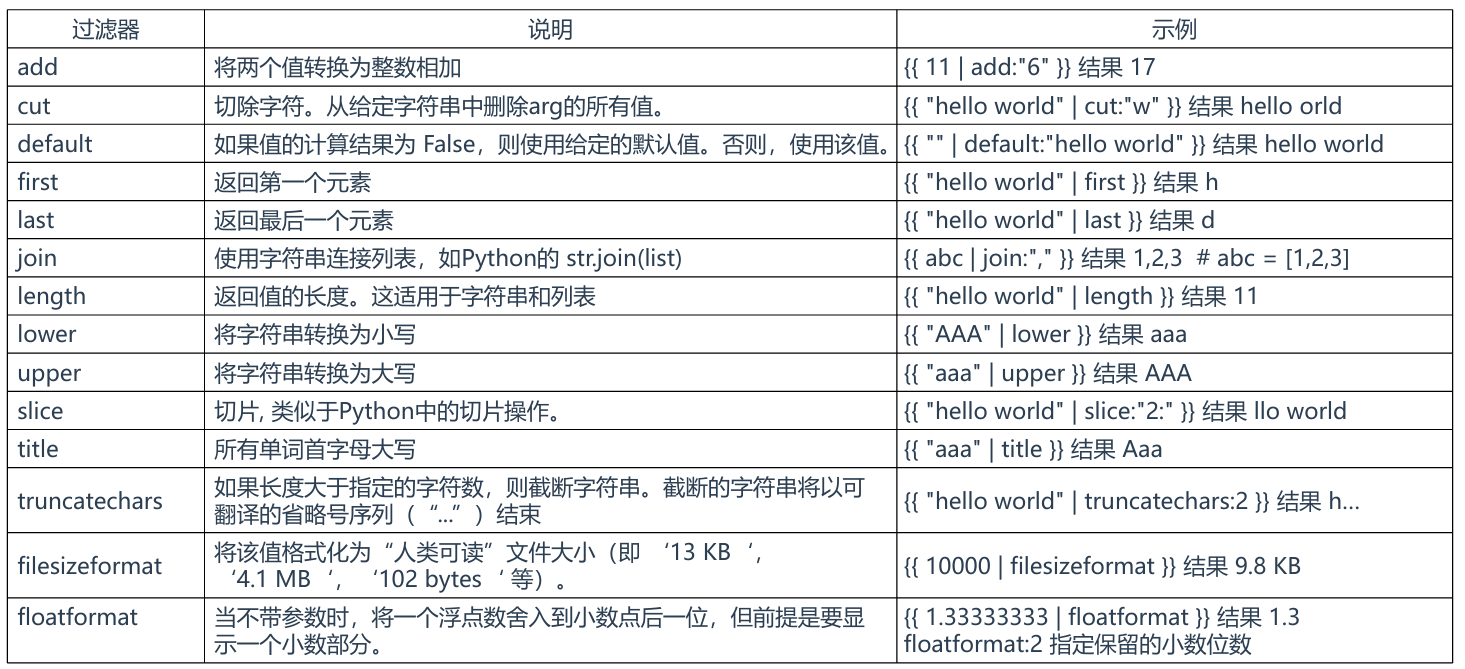 过滤器 说明 示例
add 将两个值转换为整数相加 {{ 11 | add:"6" }} 结果 17
cut 切除字符。从给定字符串中删除arg的所有值。 {{ "hello world" | cut:"w" }} 结果 hello orld
default 如果值的计算结果为 False，则使用给定的默认值。否则，使用该值。 {{ "" | default:"hello world" }} 结果 hello world
first 返回第一个元素 {{ "hello world" | first }} 结果 h
last 返回最后一个元素 {{ "hello world" | last }} 结果 d
join 使用字符串连接列表，如Python的 str.join(list) {{ abc | join:"," }} 结果 1,2,3 # abc = [1,2,3]
length 返回值的长度。这适用于字符串和列表 {{ "hello world" | length }} 结果 11
lower 将字符串转换为小写 {{ "AAA" | lower }} 结果 aaa
upper 将字符串转换为大写 {{ "aaa" | upper }} 结果 AAA
slice 切片, 类似于Python中的切片操作。 {{ "hello world" | slice:"2:" }} 结果 llo world
title 所有单词首字母大写 {{ "aaa" | title }} 结果 Aaa
truncatechars 如果长度大于指定的字符数，则截断字符串。截断的字符串将以可
翻译的省略号序列（“...”）结束 {{ "hello world" | truncatechars:2 }} 结果 h...
filesizeformat 将该值格式化为“人类可读”文件大小（即 ‘13 KB‘，
‘4.1 MB‘， ‘102 bytes‘ 等）。 {{ 10000 | filesizeformat }} 结果 9.8 KB
floatformat 当不带参数时，将一个浮点数舍入到小数点后一位，但前提是要显 {{ 1.33333333 | floatformat }} 结果 1.3
示一个小数部分。 floatformat:2 指定保留的小数位数